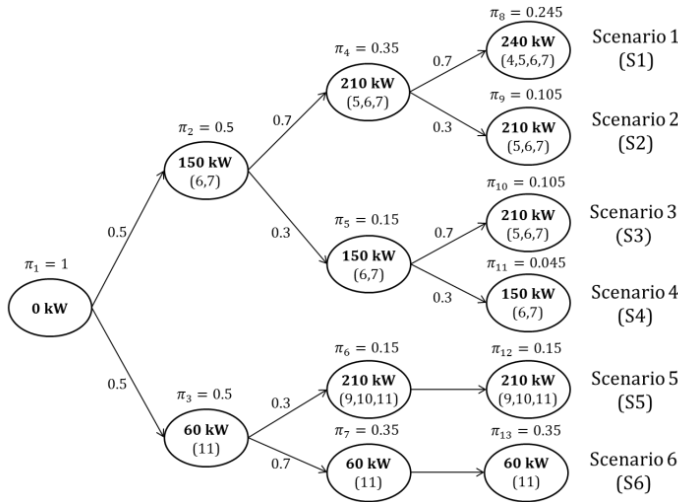 π₈ = 0.245
240 kW
(4,5,6,7)
Scenario 1
(S1)
π₄ = 0.35
210 kW
(5,6,7)
0.7
0.3
π₉ = 0.105
210 kW
(5,6,7)
Scenario 2
(S2)
π₂ = 0.5
150 kW
(6,7)
0.7
0.3
π₁₀ = 0.105
210 kW
(5,6,7)
Scenario 3
(S3)
π₅ = 0.15
150 kW
(6,7)
0.7
0.3
π₁₁ = 0.045
150 kW
(6,7)
Scenario 4
(S4)
π₁ = 1
0 kW
0.5
0.5
π₆ = 0.15
210 kW
(9,10,11)
π₁₂ = 0.15
210 kW
(9,10,11)
Scenario 5
(S5)
π₃ = 0.5
60 kW
(11)
0.3
0.7
π₇ = 0.35
60 kW
(11)
π₁₃ = 0.35
60 kW
(11)
Scenario 6
(S6)